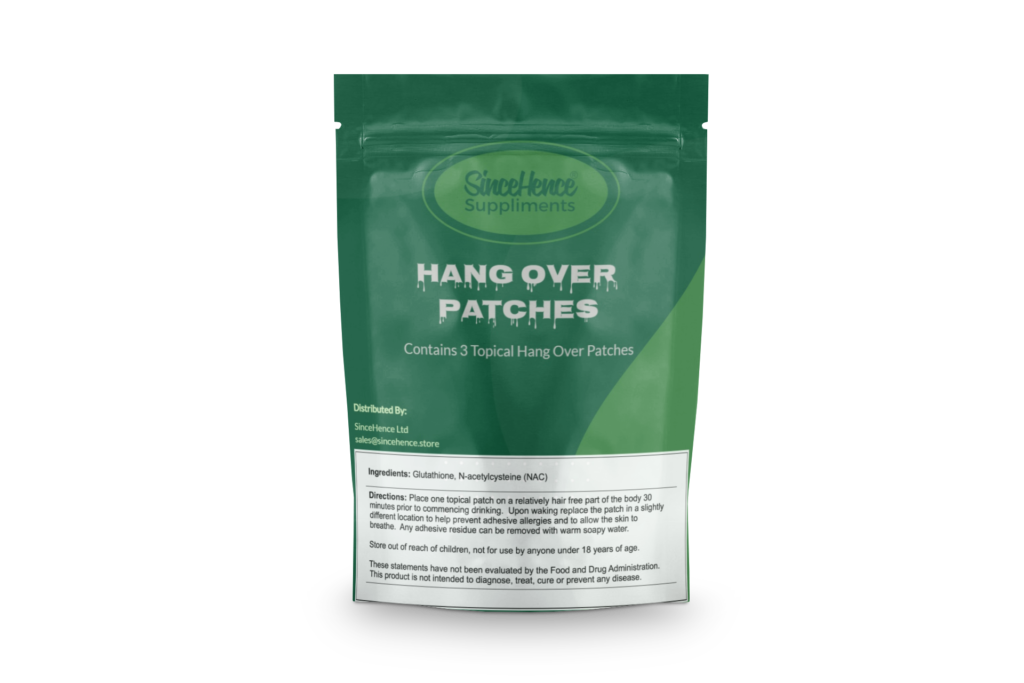 SinceHence
Suppliments
HANG OVER
PATCHES
Contains 3 Topical Hang Over Patches
Distributed By:
SinceHence Ltd
sales@sincehence.store
Ingredients: Glutathione, N-acetylcysteine (NAC)
Directions: Place one topical patch on a relatively hair free part of the body 30
minutes prior to commencing drinking. Upon waking replace the patch in a slightly
different location to help prevent adhesive allergies and to allow the skin to
breathe. Any adhesive residue can be removed with warm soapy water.
Store out of reach of children, not for use by anyone under 18 years of age.
These statements have not been evaluated by the Food and Drug Administration.
This product is not intended to diagnose, treat, cure or prevent any disease.